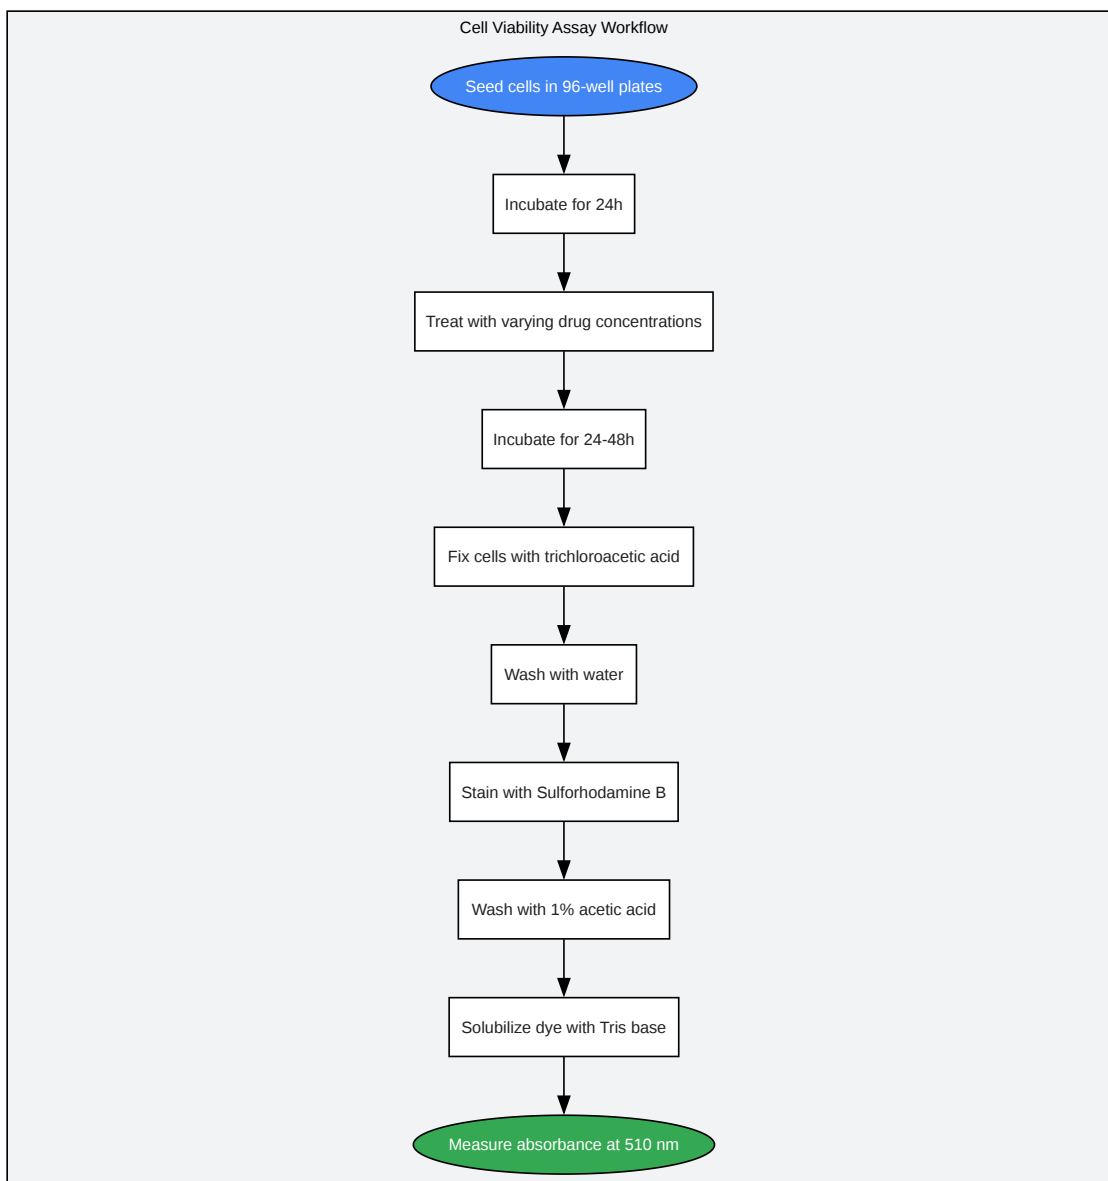 Cell Viability Assay Workflow
Seed cells in 96-well plates
Incubate for 24h
Treat with varying drug concentrations
Incubate for 24-48h
Fix cells with trichloroacetic acid
Wash with water
Stain with Sulforhodamine B
Wash with 1% acetic acid
Solubilize dye with Tris base
Measure absorbance at 510 nm